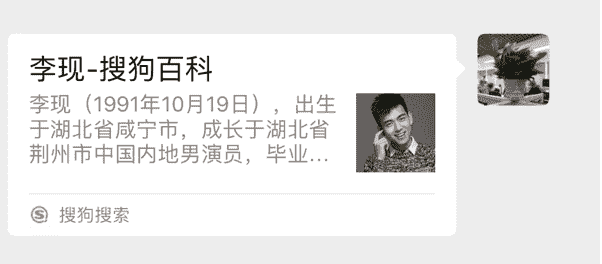 李现-搜狗百科
李现（1991年10月19日），出生
于湖北省咸宁市，成长于湖北省
荆州市中国内地男演员，毕业...
搜狗搜索